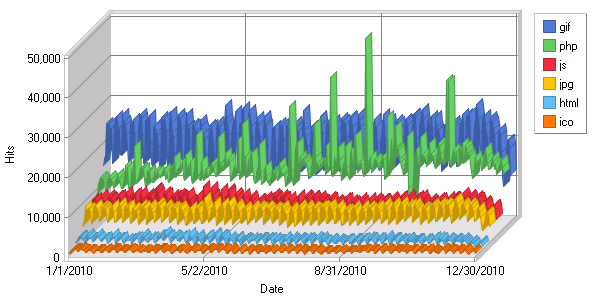 gif
php
js
jpg
html
ico
50,000
40,000
30,000
20,000
10,000
0
Hits
1/1/2010
5/2/2010
8/31/2010
12/30/2010
Date